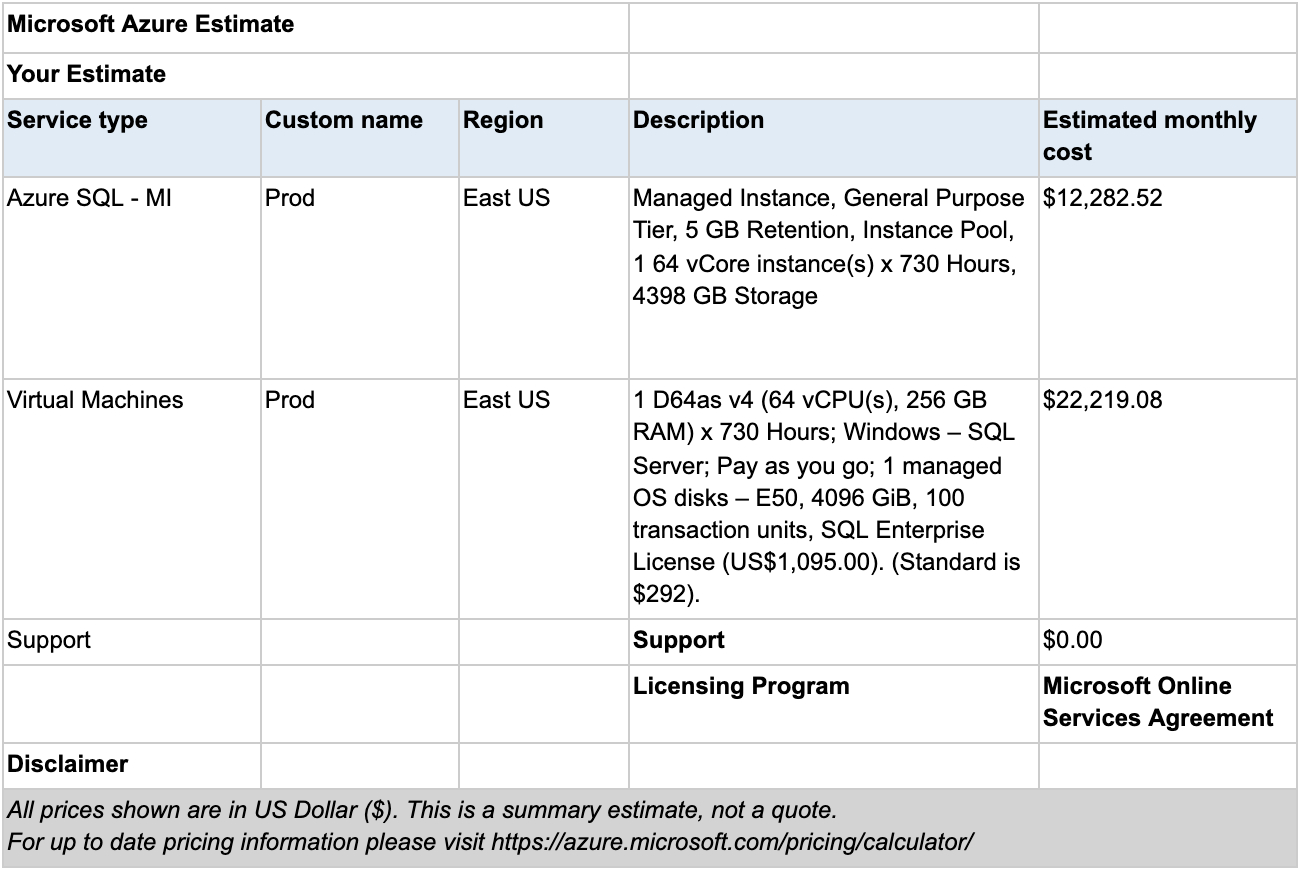 Microsoft Azure Estimate
Your Estimate
Service type
Custom name
Region
Description
Estimated monthly
cost
Azure SQL - MI
Prod
East US
Managed Instance, General Purpose
Tier, 5 GB Retention, Instance Pool,
1 64 vCore instance(s) x 730 Hours,
4398 GB Storage
$12,282.52
Virtual Machines
Prod
East US
1 D64as v4 (64 vCPU(s), 256 GB
RAM) x 730 Hours; Windows – SQL
Server; Pay as you go; 1 managed
OS disks – E50, 4096 GiB, 100
transaction units, SQL Enterprise
License (US$1,095.00). (Standard is
$292).
$22,219.08
Support
Support
$0.00
Licensing Program
Microsoft Online
Services Agreement
Disclaimer
All prices shown are in US Dollar ($). This is a summary estimate, not a quote.
For up to date pricing information please visit https://azure.microsoft.com/pricing/calculator/